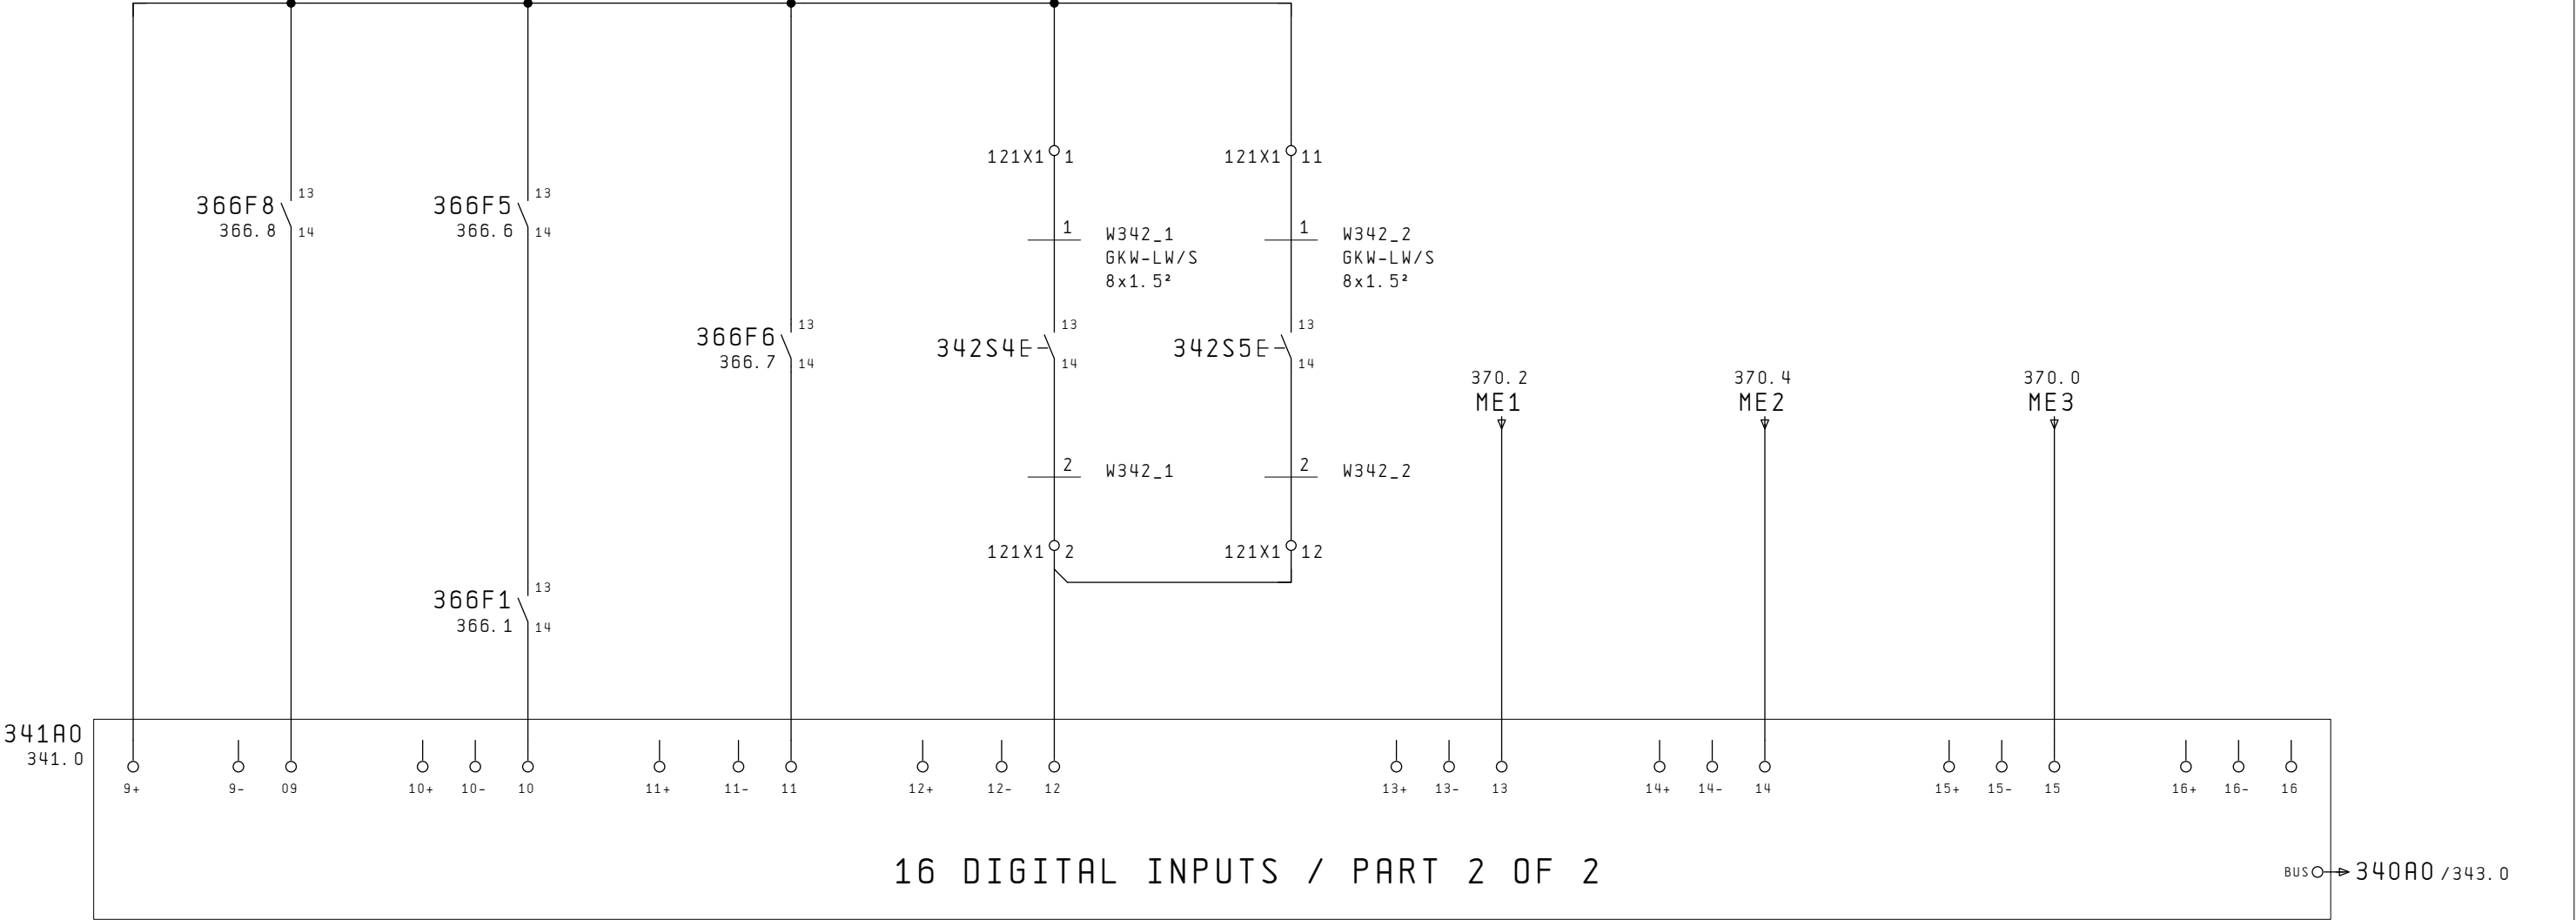 121X1 1
121X1 11
366F8 13
366.8 14
366F5 13
366.6 14
1 W342_1
GKW-LW/S
8x1.5²
1 W342_2
GKW-LW/S
8x1.5²
366F6 13
366.7 14
342S4 13
14
342S5 13
14
370.2
ME1
370.4
ME2
370.0
ME3
2 W342_1
2 W342_2
121X1 2
121X1 12
366F1 13
366.1 14
341A0
341.0
9+ 9- 09 10+ 10- 10 11+ 11- 11 12+ 12- 12 13+ 13- 13 14+ 14- 14 15+ 15- 15 16+ 16- 16
16 DIGITAL INPUTS / PART 2 OF 2
BUS 340A0 /343.0